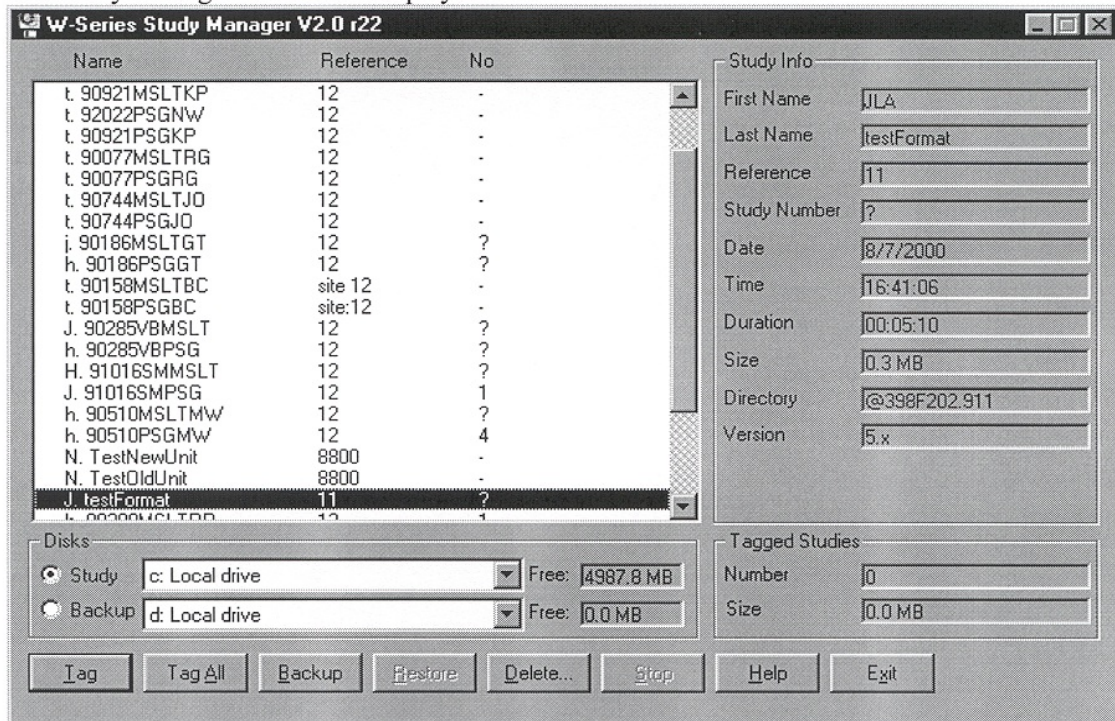 W-Series Study Manager V2.0 r22
Name Reference No
t. 90921MSLTKP 12 -
t. 92022PSGNW 12 -
t. 90921PSGKP 12 -
t. 90077MSLTRG 12 -
t. 90077PSGRG 12 -
t. 90744MSLTJO 12 -
t. 90744PSGJO 12 -
j. 90186MSLTGT 12 ?
h. 90186PSGGT 12 ?
t. 90158MSLTBC site 12 -
t. 90158PSGBC site:12 -
J. 90285VBMSLT 12 ?
h. 90285VBPSG 12 ?
H. 91016SMMSLT 12 ?
J. 91016SMPSG 12 1
h. 90510MSLTMW 12 ?
h. 90510PSGMW 12 4
N. TestNewUnit 8800 -
N. TestOldUnit 8800 -
J. testFormat 11 ?
Study Info
First Name JLA
Last Name testFormat
Reference 11
Study Number ?
Date 8/7/2000
Time 16:41:06
Duration 00:05:10
Size 0.3 MB
Directory @398F202.911
Version 5.x
Disks
Study c: Local drive Free: 4987.8 MB
Backup d: Local drive Free: 0.0 MB
Tagged Studies
Number 0
Size 0.0 MB
Tag Tag All Backup Restore Delete... Stop Help Exit